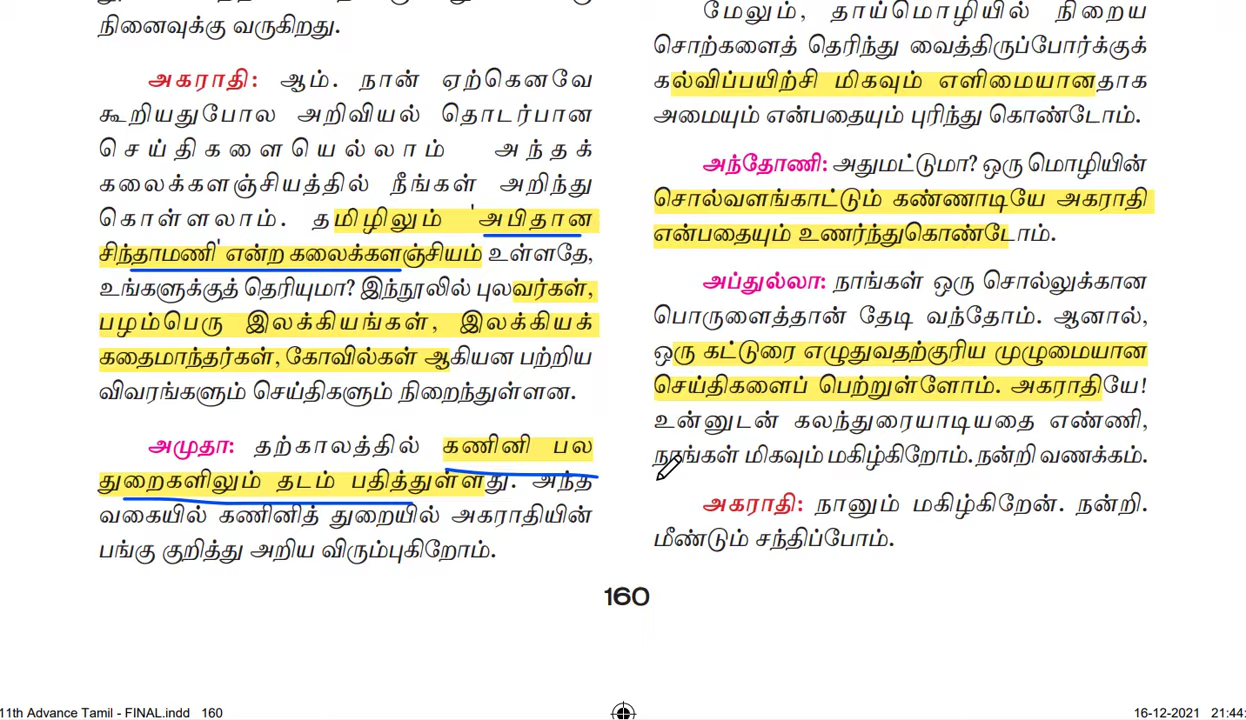 நினைவுக்கு வருகிறது.
அகராதி: ஆம். நான் ஏற்கெனவே
கூறியதுபோல அறிவியல் தொடர்பான
செய்திகளையெல்லாம் அந்தக்
கலைக்களஞ்சியத்தில் நீங்கள் அறிந்து
கொள்ளலாம். தமிழிலும் 'அபிதான
சிந்தாமணி' என்ற கலைக்களஞ்சியம் உள்ளதே,
உங்களுக்குத் தெரியுமா? இந்நூலில் புலவர்கள்,
பழம்பெரு இலக்கியங்கள், இலக்கியக்
கதைமாந்தர்கள், கோவில்கள் ஆகியன பற்றிய
விவரங்களும் செய்திகளும் நிறைந்துள்ளன.
அமுதா: தற்காலத்தில் கணினி பல
துறைகளிலும் தடம் பதித்துள்ளது. அந்த
வகையில் கணினித் துறையில் அகராதியின்
பங்கு குறித்து அறிய விரும்புகிறோம்.
மேலும், தாய்மொழியில் நிறைய
சொற்களைத் தெரிந்து வைத்திருப்போர்க்குக்
கல்விப்பயிற்சி மிகவும் எளிமையானதாக
அமையும் என்பதையும் புரிந்து கொண்டோம்.
அந்தோணி: அதுமட்டுமா? ஒரு மொழியின்
சொல்வளங்காட்டும் கண்ணாடியே அகராதி
என்பதையும் உணர்ந்துகொண்டோம்.
அப்துல்லா: நாங்கள் ஒரு சொல்லுக்கான
பொருளைத்தான் தேடி வந்தோம். ஆனால்,
ஒரு கட்டுரை எழுதுவதற்குரிய முழுமையான
செய்திகளைப் பெற்றுள்ளோம். அகராதியே!
உன்னுடன் கலந்துரையாடியதை எண்ணி,
நாங்கள் மிகவும் மகிழ்கிறோம். நன்றி வணக்கம்.
அகராதி: நானும் மகிழ்கிறேன். நன்றி.
மீண்டும் சந்திப்போம்.
160
11th Advance Tamil - FINAL.indd 160
16-12-2021 21:44: